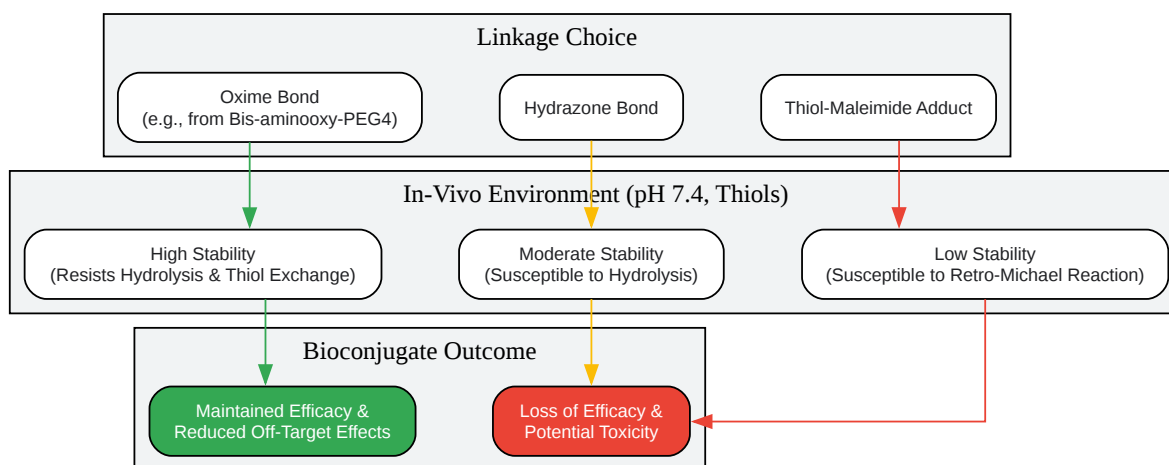 Linkage Choice
Oxime Bond
(e.g., from Bis-aminooxy-PEG4)
Hydrazone Bond
Thiol-Maleimide Adduct
In-Vivo Environment (pH 7.4, Thiols)
High Stability
(Resists Hydrolysis & Thiol Exchange)
Moderate Stability
(Susceptible to Hydrolysis)
Low Stability
(Susceptible to Retro-Michael Reaction)
Bioconjugate Outcome
Maintained Efficacy &
Reduced Off-Target Effects
Loss of Efficacy &
Potential Toxicity